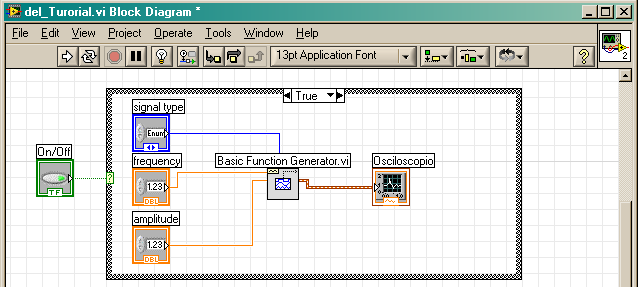 del_Turorial.vi Block Diagram *
File Edit View Project Operate Tools Window Help
13pt Application Font
2
True
signal type
Enum
On/Off
TF
?
frequency
1.23
DBL
Basic Function Generator.vi
Osciloscopio
amplitude
1.23
DBL